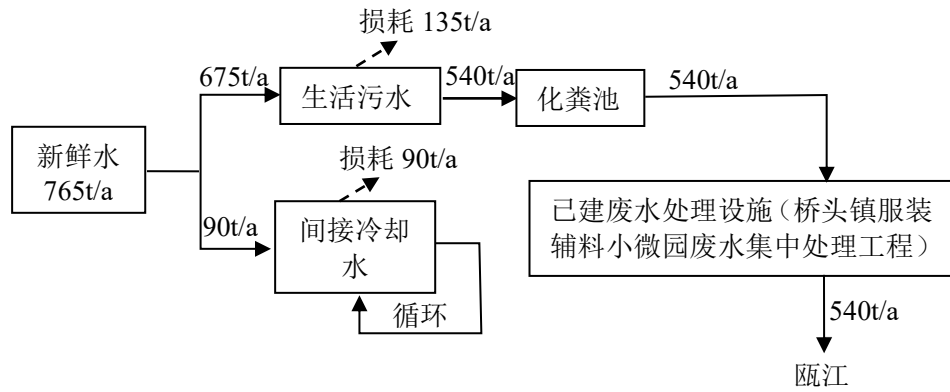 损耗 135t/a
675t/a
生活污水
540t/a
化粪池
540t/a
新鲜水
765t/a
损耗 90t/a
90t/a
间接冷却
水
循环
已建废水处理设施（桥头镇服装
辅料小微园废水集中处理工程）
540t/a
瓯江